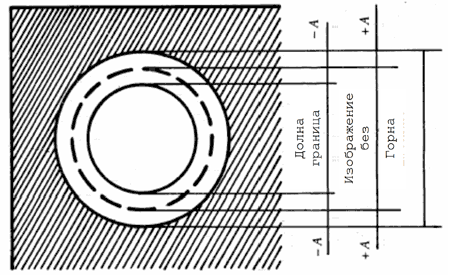 – A
+ A
Долна
граница
Изображение
без
Горна
– A
+ A